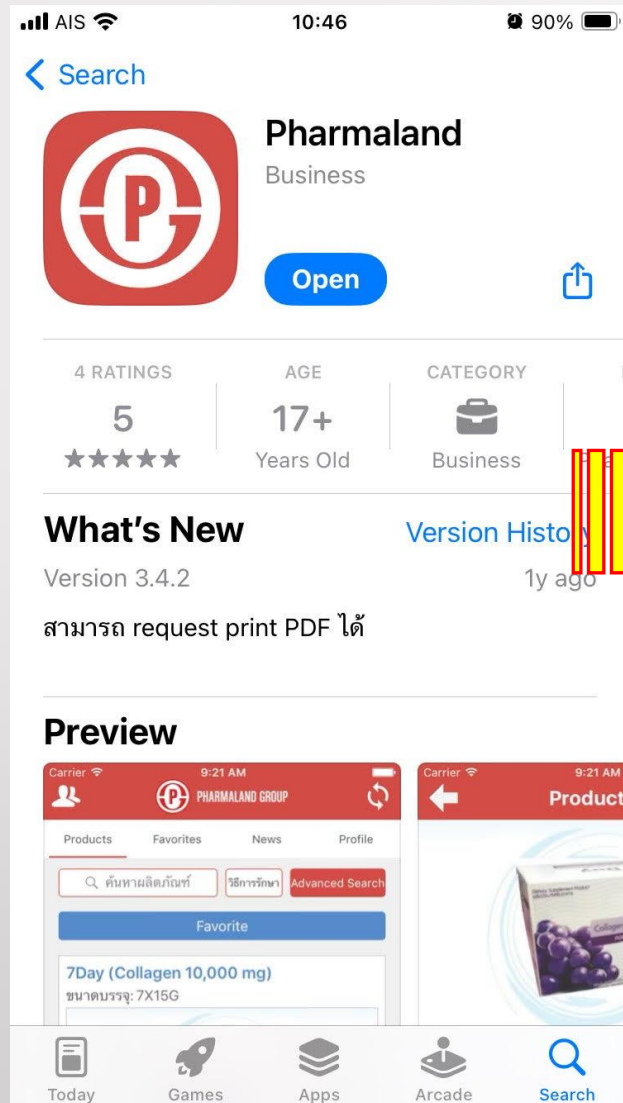 AIS 10:46 90%
Search
Pharmaland
Business
Open
4 RATINGS AGE CATEGORY
5 17+
Years Old Business
What's New Version History
Version 3.4.2 1y ago
สามารถ request print PDF ได้
Preview
Carrier 9:21 AM
PHARMALAND GROUP
Products Favorites News Profile
ค้นหาผลิตภัณฑ์ วิธีการรักษา Advanced Search
Favorite
7Day (Collagen 10,000 mg)
ขนาดบรรจุ: 7X15G
Carrier 9:21 AM
Product
Collagen
Today Games Apps Arcade Search